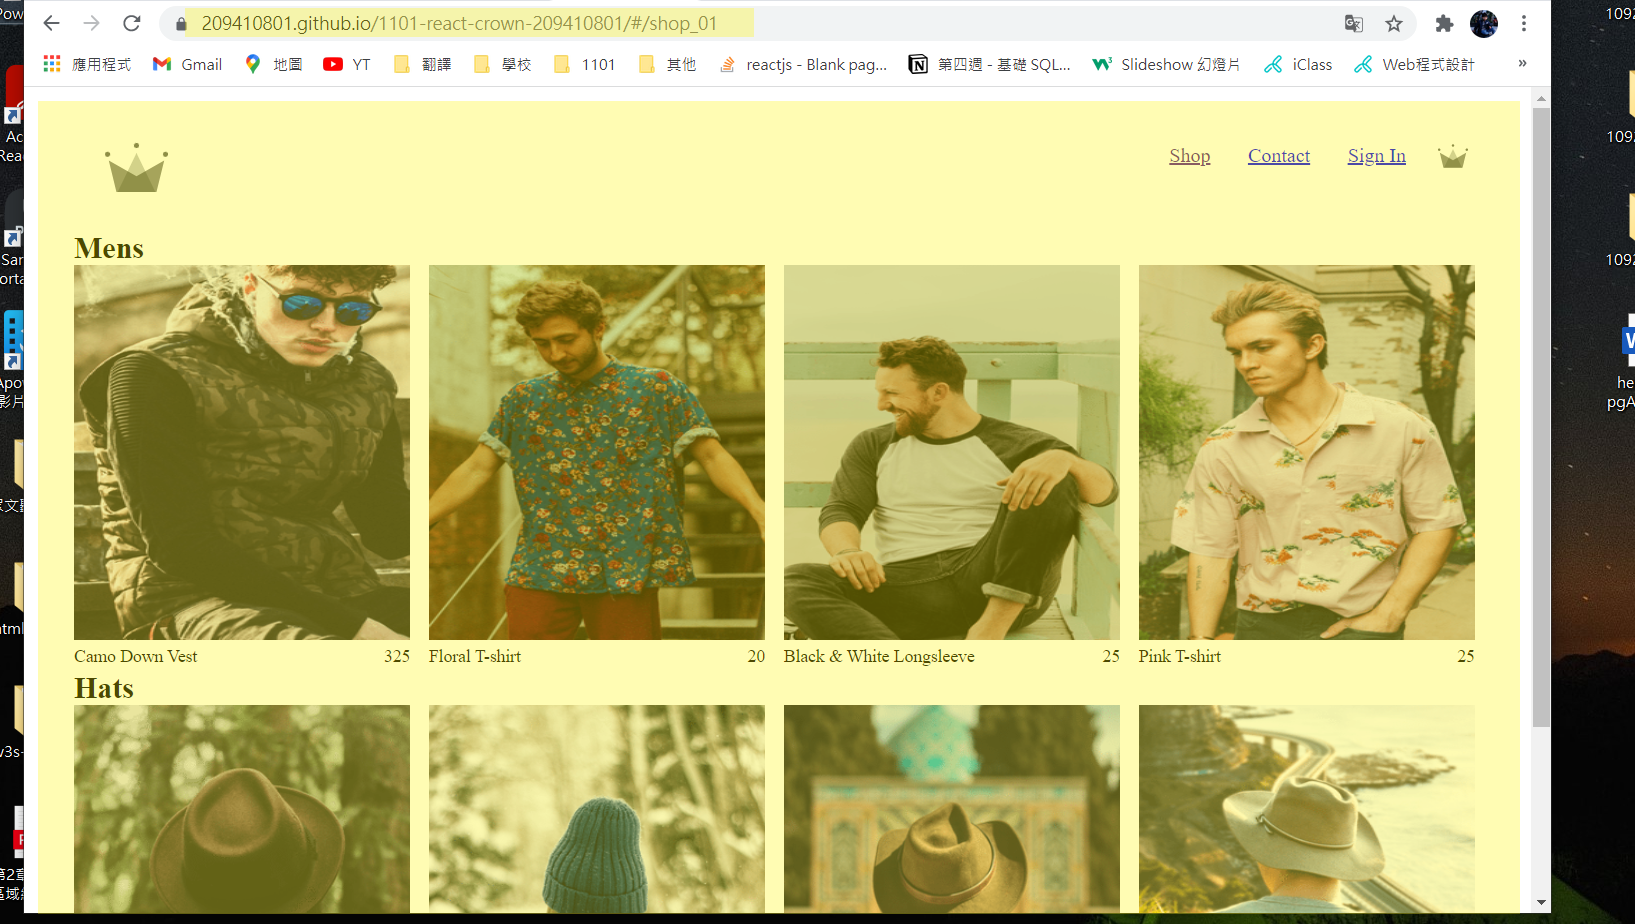 209410801.github.io/1101-react-crown-209410801/#/shop_01
應用程式 Gmail 地圖 YT 翻譯 學校 1101 其他 reactjs - Blank pag... 第四週 - 基礎 SQL... Slideshow 幻燈片 iClass Web程式設計 »
Shop Contact Sign In
Mens
Camo Down Vest 325 Floral T-shirt 20 Black & White Longsleeve 25 Pink T-shirt 25
Hats